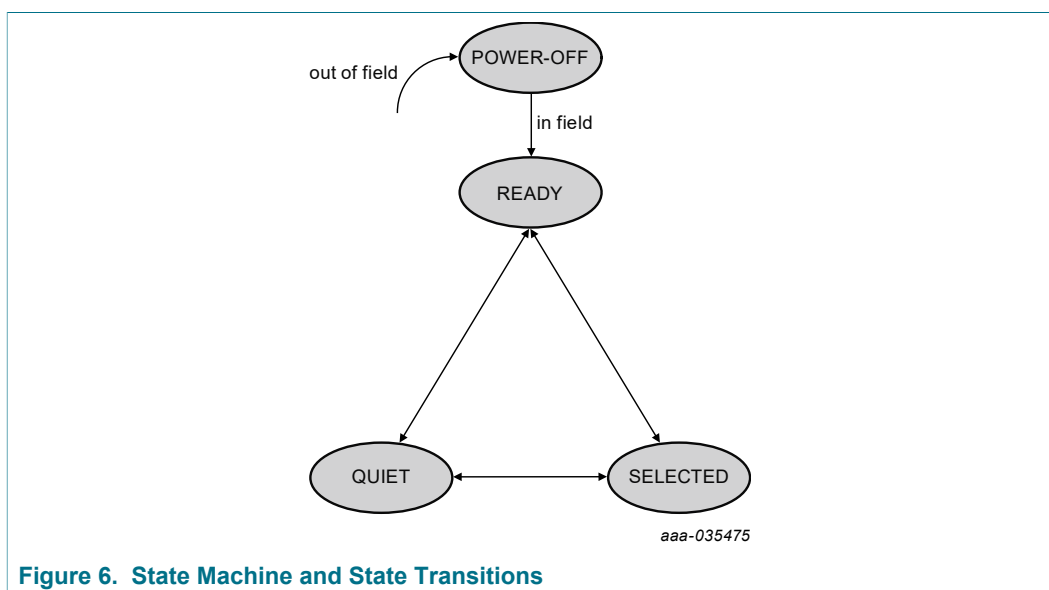 POWER-OFF
out of field
in field
READY
QUIET
SELECTED
aaa-035475
Figure 6. State Machine and State Transitions